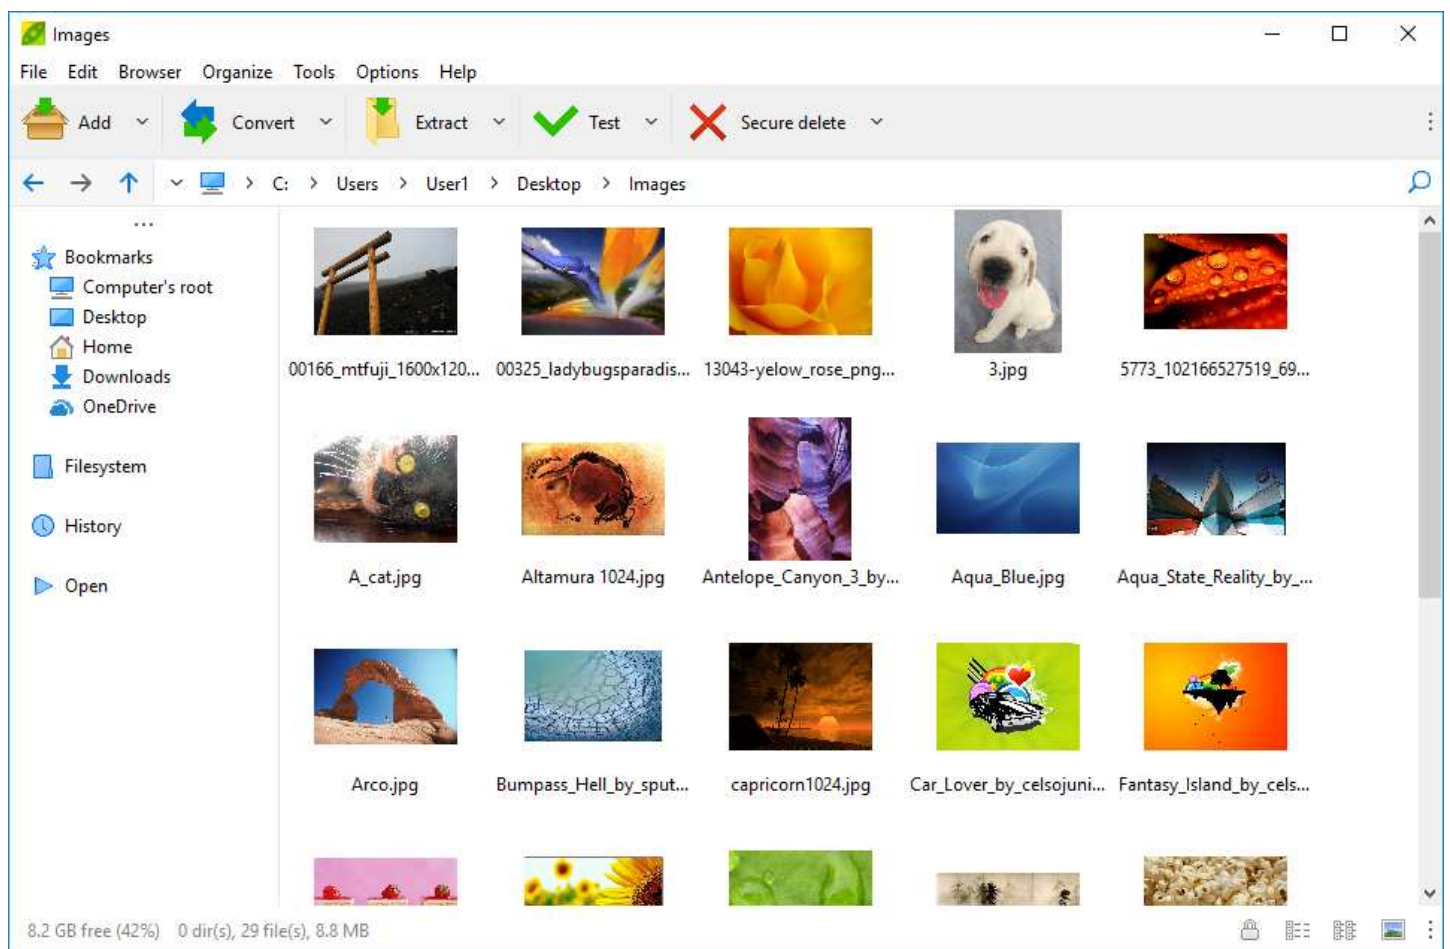 Images
File Edit Browser Organize Tools Options Help
Add Convert Extract Test Secure delete
C: > Users > User1 > Desktop > Images
...
Bookmarks
Computer's root
Desktop
Home
Downloads
OneDrive
Filesystem
History
Open
00166_mtfuji_1600x120... 00325_ladybugsparadis... 13043-yelow_rose_png... 3.jpg 5773_102166527519_69...
A_cat.jpg Altamura 1024.jpg Antelope_Canyon_3_by... Aqua_Blue.jpg Aqua_State_Reality_by_...
Arco.jpg Bumpass_Hell_by_sput... capricorn1024.jpg Car_Lover_by_celsojuni... Fantasy_Island_by_cels...
8.2 GB free (42%) 0 dir(s), 29 file(s), 8.8 MB